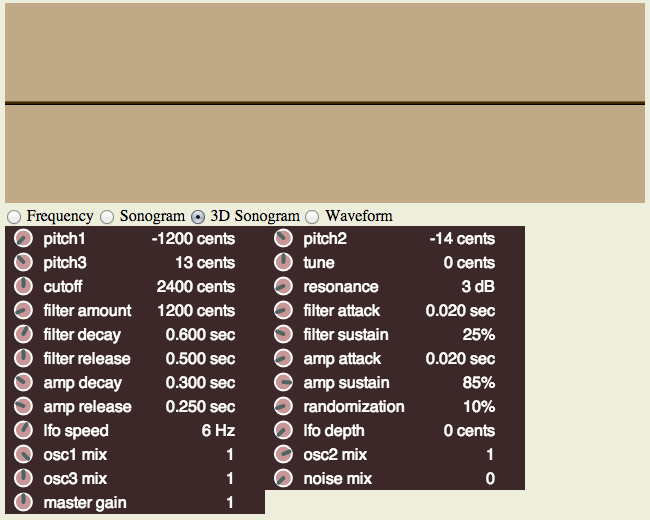 Frequency Sonogram 3D Sonogram Waveform
pitch1 -1200 cents pitch2 -14 cents
pitch3 13 cents tune 0 cents
cutoff 2400 cents resonance 3 dB
filter amount 1200 cents filter attack 0.020 sec
filter decay 0.600 sec filter sustain 25%
filter release 0.500 sec amp attack 0.020 sec
amp decay 0.300 sec amp sustain 85%
amp release 0.250 sec randomization 10%
lfo speed 6 Hz lfo depth 0 cents
osc1 mix 1 osc2 mix 1
osc3 mix 1 noise mix 0
master gain 1